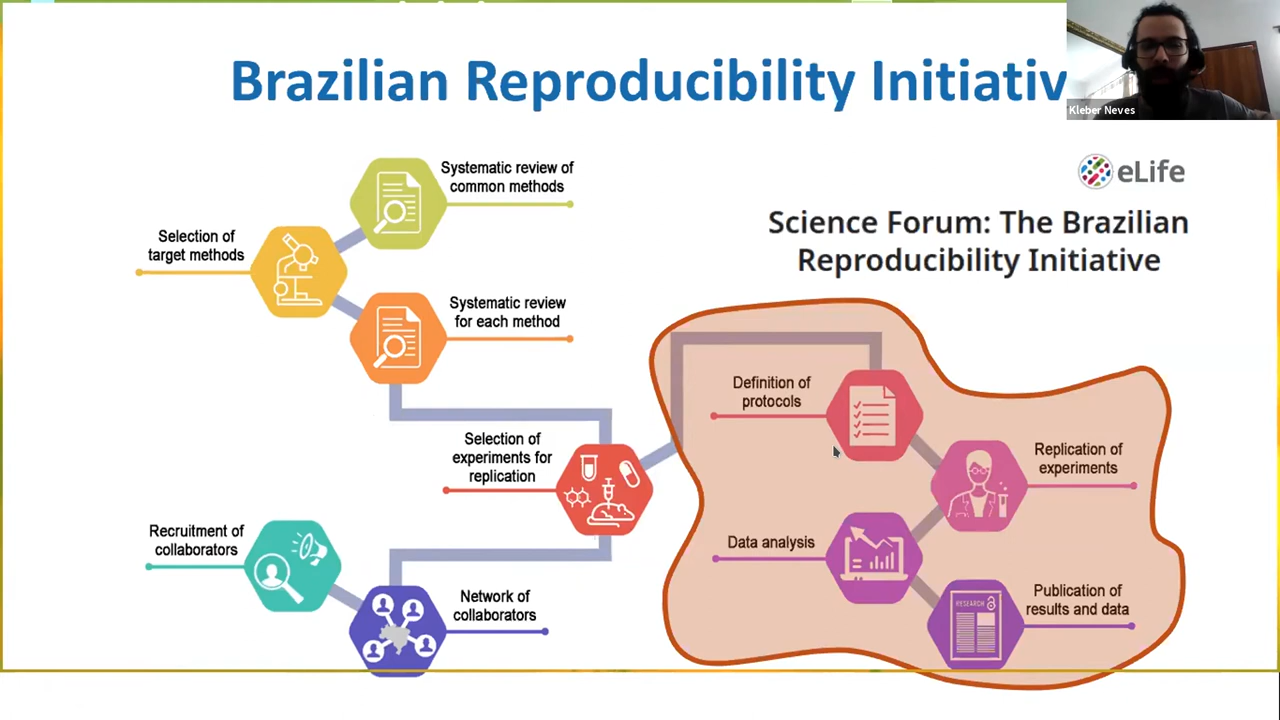 Brazilian Reproducibility Initiativ
Kleber Neves
eLife
Science Forum: The Brazilian
Reproducibility Initiative
Systematic review of
common methods
Selection of
target methods
Systematic review
for each method
Selection of
experiments for
replication
Recruitment of
collaborators
Network of
collaborators
Definition of
protocols
Replication of
experiments
Data analysis
Publication of
results and data
RESEARCH